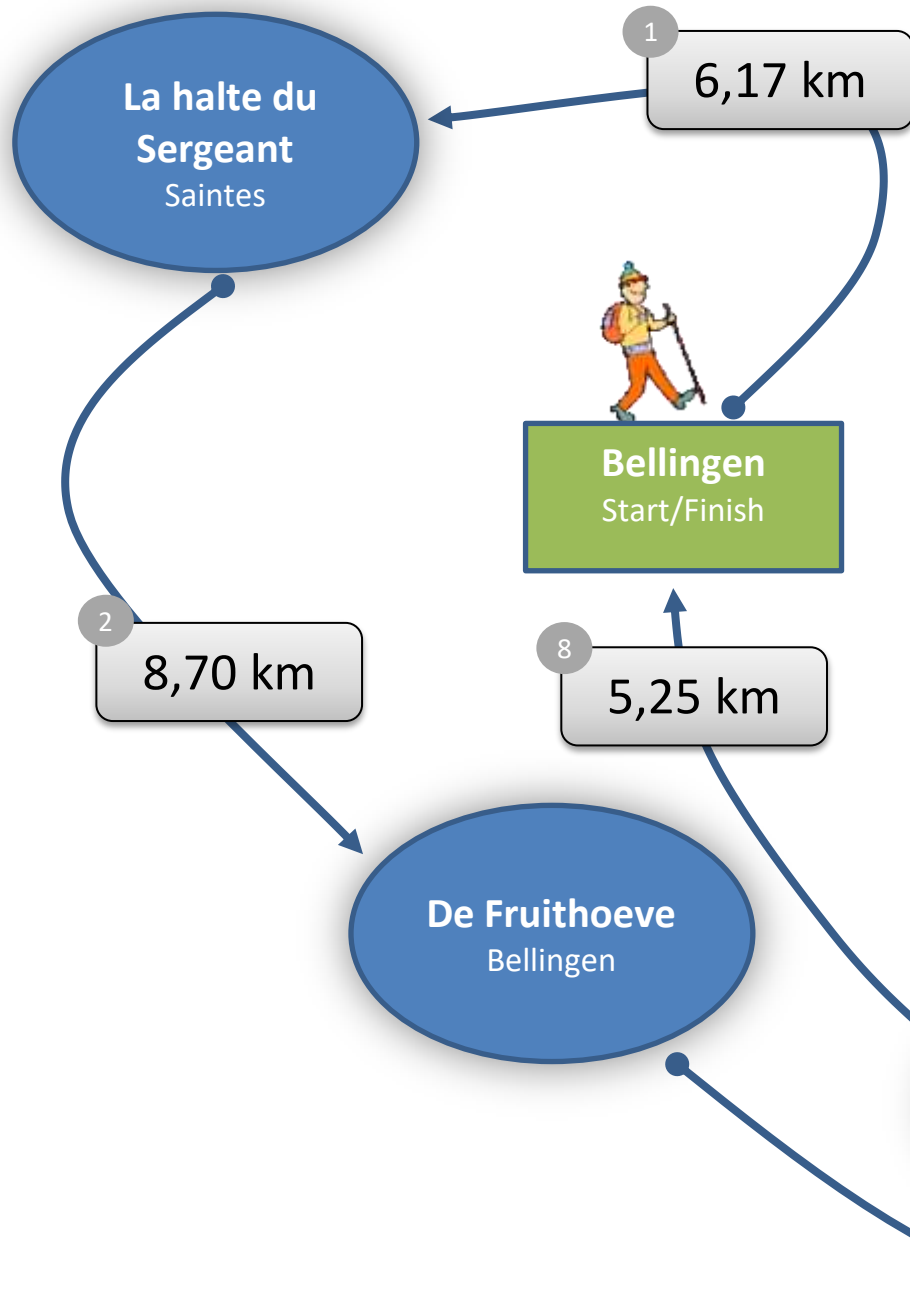 1
6,17 km
La halte du
Sergeant
Saintes
Bellingen
Start/Finish
2
8,70 km
8
5,25 km
De Fruithoeve
Bellingen